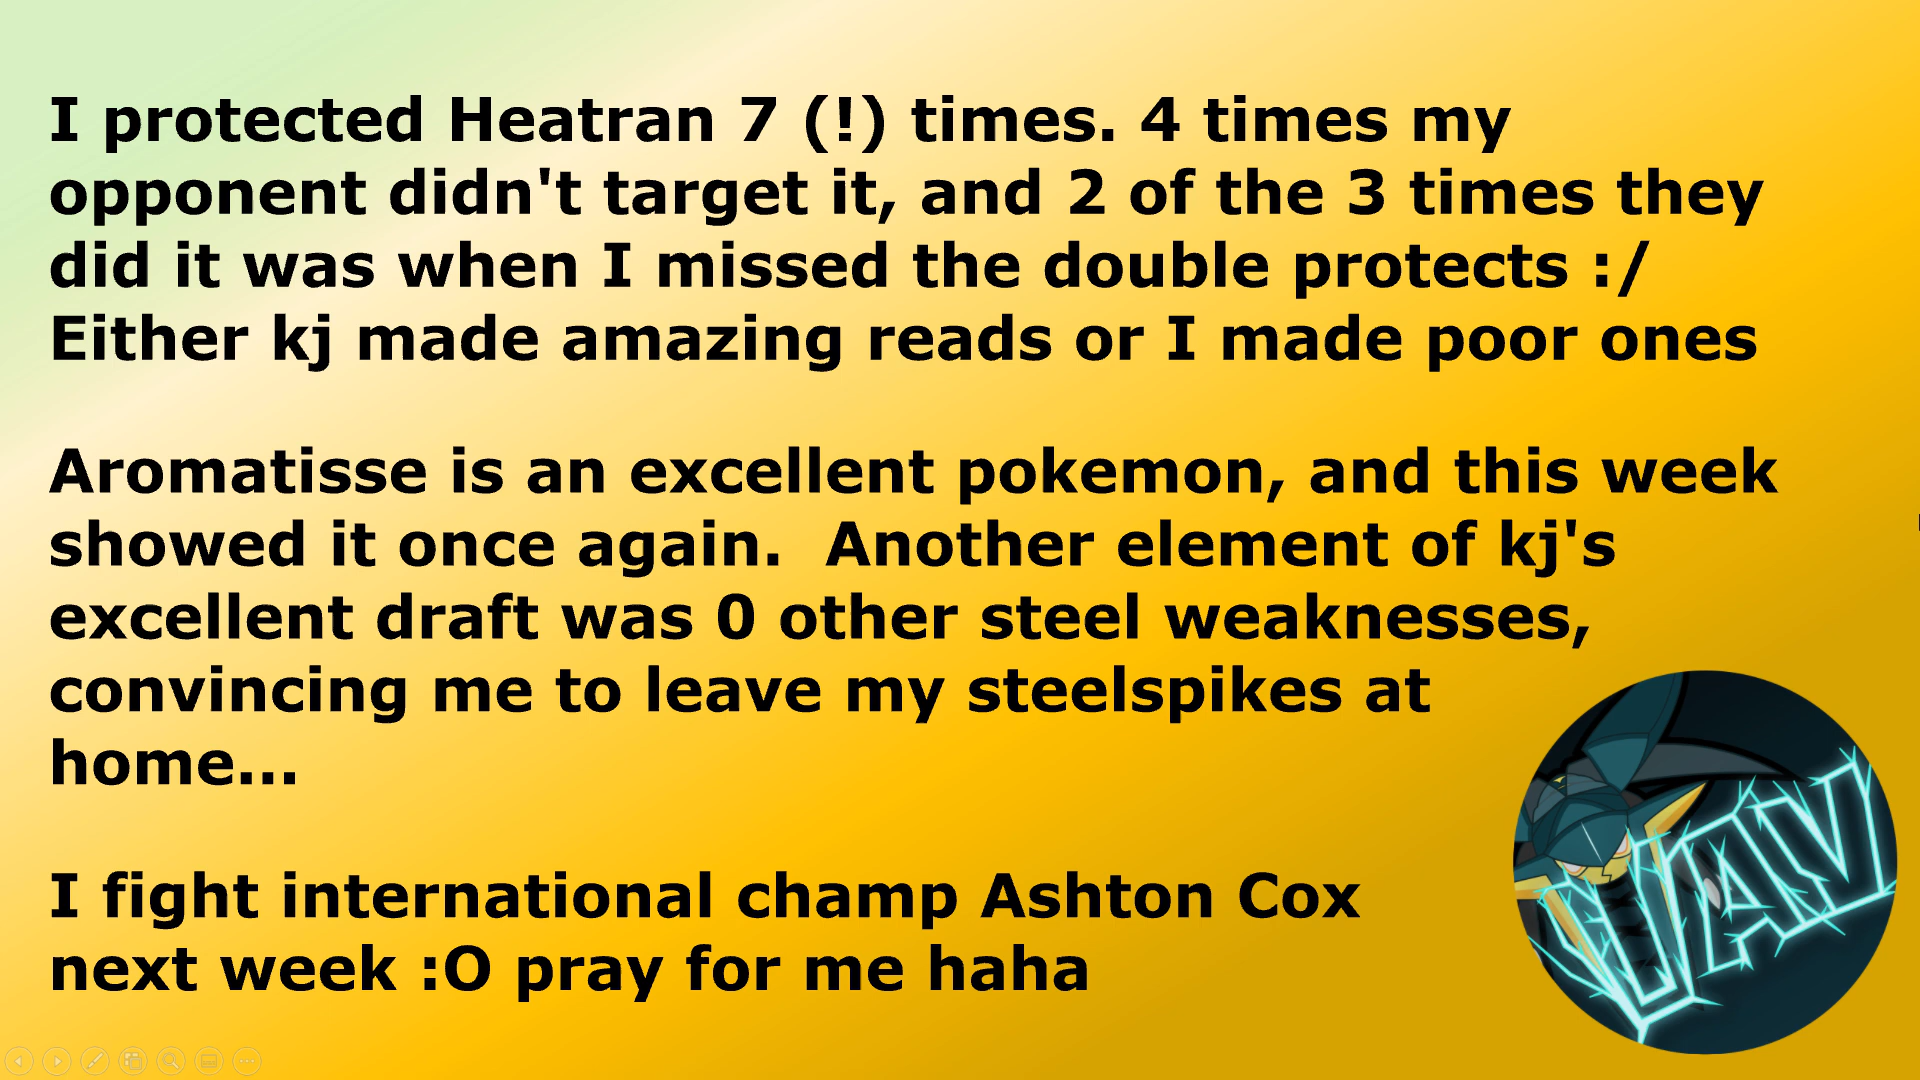 I protected Heatran 7 (!) times. 4 times my
opponent didn't target it, and 2 of the 3 times they
did it was when I missed the double protects :/
Either kj made amazing reads or I made poor ones
Aromatisse is an excellent pokemon, and this week
showed it once again.  Another element of kj's
excellent draft was 0 other steel weaknesses,
convincing me to leave my steelspikes at
home...
I fight international champ Ashton Cox
next week :O pray for me haha
VAV